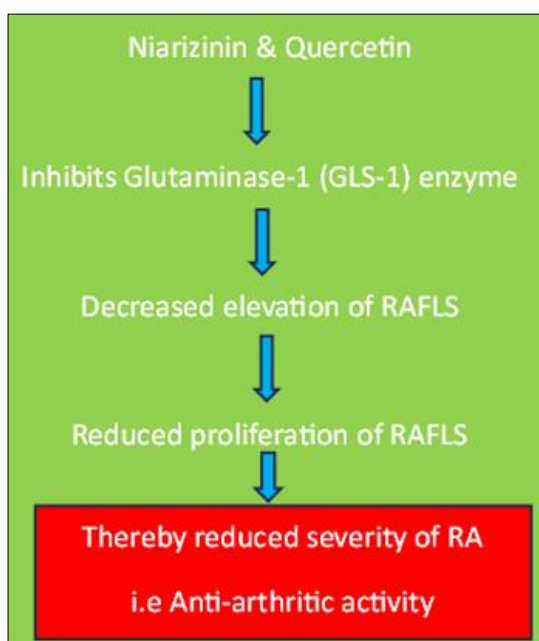 Niarizinin & Quercetin
Inhibits Glutaminase-1 (GLS-1) enzyme
Decreased elevation of RAFLS
Reduced proliferation of RAFLS
Thereby reduced severity of RA
i.e Anti-arthritic activity